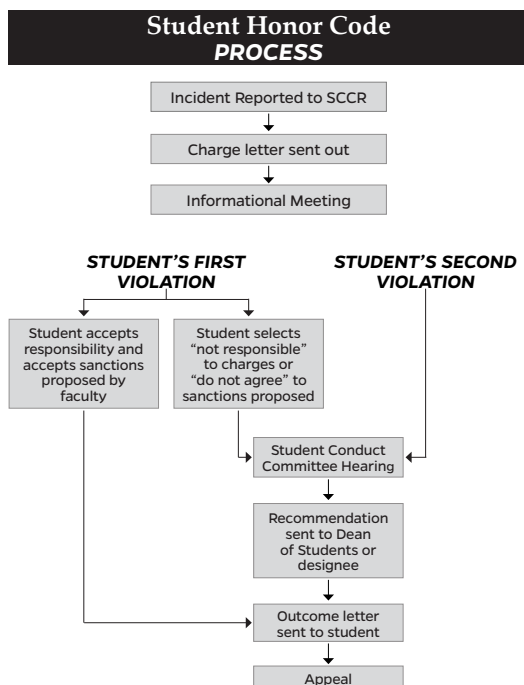 Student Honor Code
PROCESS
Incident Reported to SCCR
Charge letter sent out
Informational Meeting
STUDENT'S FIRST
VIOLATION
STUDENT'S SECOND
VIOLATION
Student accepts
responsibility and
accepts sanctions
proposed by
faculty
Student selects
“not responsible”
to charges or
“do not agree” to
sanctions proposed
Student Conduct
Committee Hearing
Recommendation
sent to Dean
of Students or
designee
Outcome letter
sent to student
Appeal